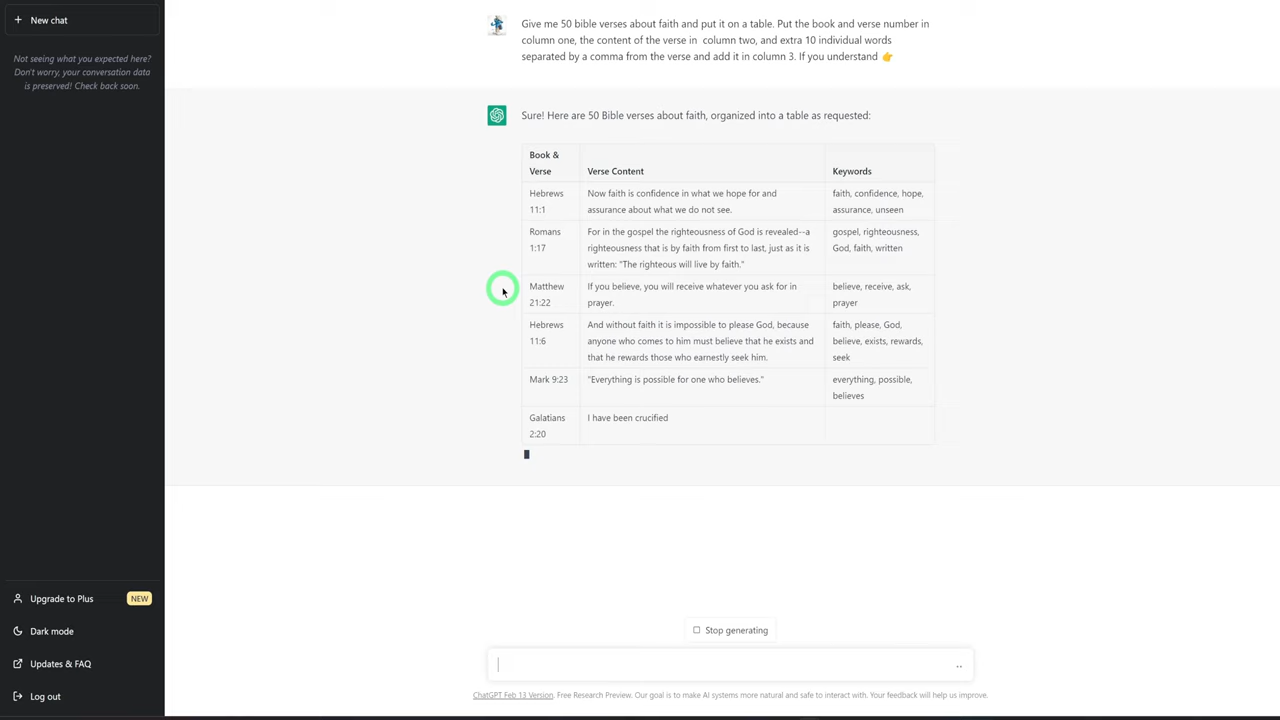 + New chat
Not seeing what you expected here?
Don't worry, your conversation data
is preserved! Check back soon.
Give me 50 bible verses about faith and put it on a table. Put the book and verse number in
column one, the content of the verse in  column two, and extra 10 individual words
separated by a comma from the verse and add it in column 3. If you understand 👉
Sure! Here are 50 Bible verses about faith, organized into a table as requested:
Book &
Verse
Verse Content
Keywords
Hebrews
11:1
Now faith is confidence in what we hope for and
assurance about what we do not see.
faith, confidence, hope,
assurance, unseen
Romans
1:17
For in the gospel the righteousness of God is revealed--a
righteousness that is by faith from first to last, just as it is
written: "The righteous will live by faith."
gospel, righteousness,
God, faith, written
Matthew
21:22
If you believe, you will receive whatever you ask for in
prayer.
believe, receive, ask,
prayer
Hebrews
11:6
And without faith it is impossible to please God, because
anyone who comes to him must believe that he exists and
that he rewards those who earnestly seek him.
faith, please, God,
believe, exists, rewards,
seek
Mark 9:23
"Everything is possible for one who believes."
everything, possible,
believes
Galatians
2:20
I have been crucified
Upgrade to Plus NEW
Dark mode
Updates & FAQ
Log out
Stop generating
ChatGPT Feb 13 Version. Free Research Preview. Our goal is to make AI systems more natural and safe to interact with. Your feedback will help us improve.